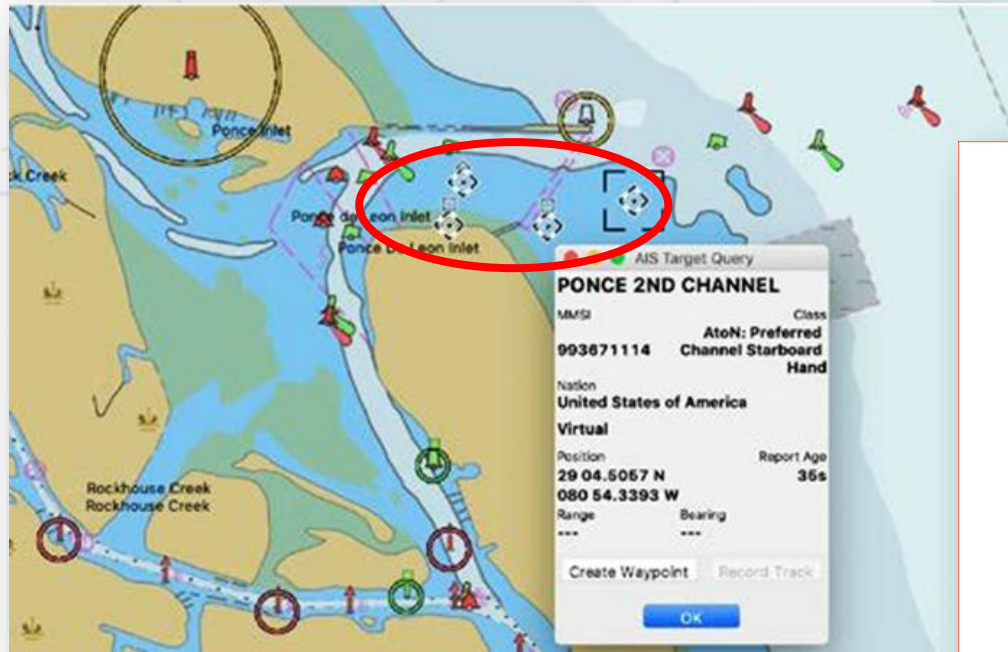 Ponce Inlet
ck Creek
Ponce de Leon Inlet
Ponce De Leon Inlet
AIS Target Query
PONCE 2ND CHANNEL
MMSI Class
AtoN: Preferred
993671114 Channel Starboard
Hand
Nation
United States of America
Virtual
Position Report Age
29 04.5057 N 35s
080 54.3393 W
Range Bearing
--- ---
Create Waypoint Record Track
OK
Rockhouse Creek
Rockhouse Creek